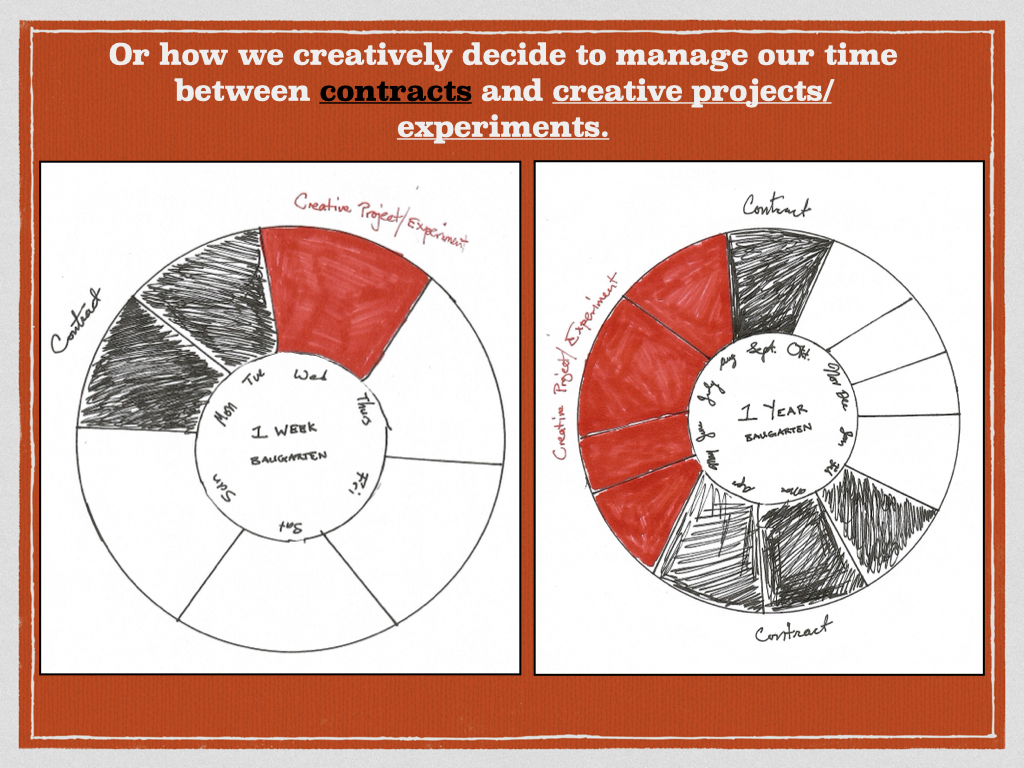 Or how we creatively decide to manage our time
between contracts and creative projects/
experiments.
Creative Project/Experiment
Contract
Mon
Tue
Wed
Thurs
Fri
Sat
Sun
1 WEEK
BAUGARTEN
Contract
Creative Project/Experiment
Sept.
Okt.
Nov
Dec
Jan
Feb
Mar
Apr
May
June
July
Aug
1 YEAR
BAUGARTEN
Contract